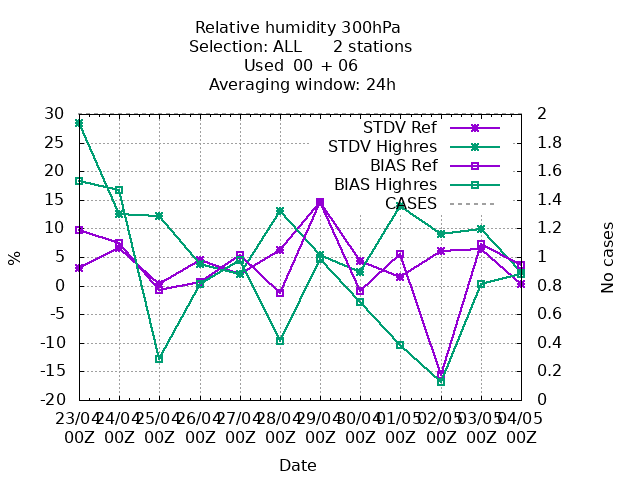 Relative humidity 300hPa
Selection: ALL 2 stations
Used 00 + 06
Averaging window: 24h
30 2
STDV Ref
25 1.8
STDV Highres
20 1.6
BIAS Ref
BIAS Highres
15 1.4
CASES
10 1.2
5 1
0 0.8
-5 0.6
-10 0.4
-15 0.2
-20 0
%
No cases
23/04 24/04 25/04 26/04 27/04 28/04 29/04 30/04 01/05 02/05 03/05 04/05
00Z 00Z 00Z 00Z 00Z 00Z 00Z 00Z 00Z 00Z 00Z 00Z
Date